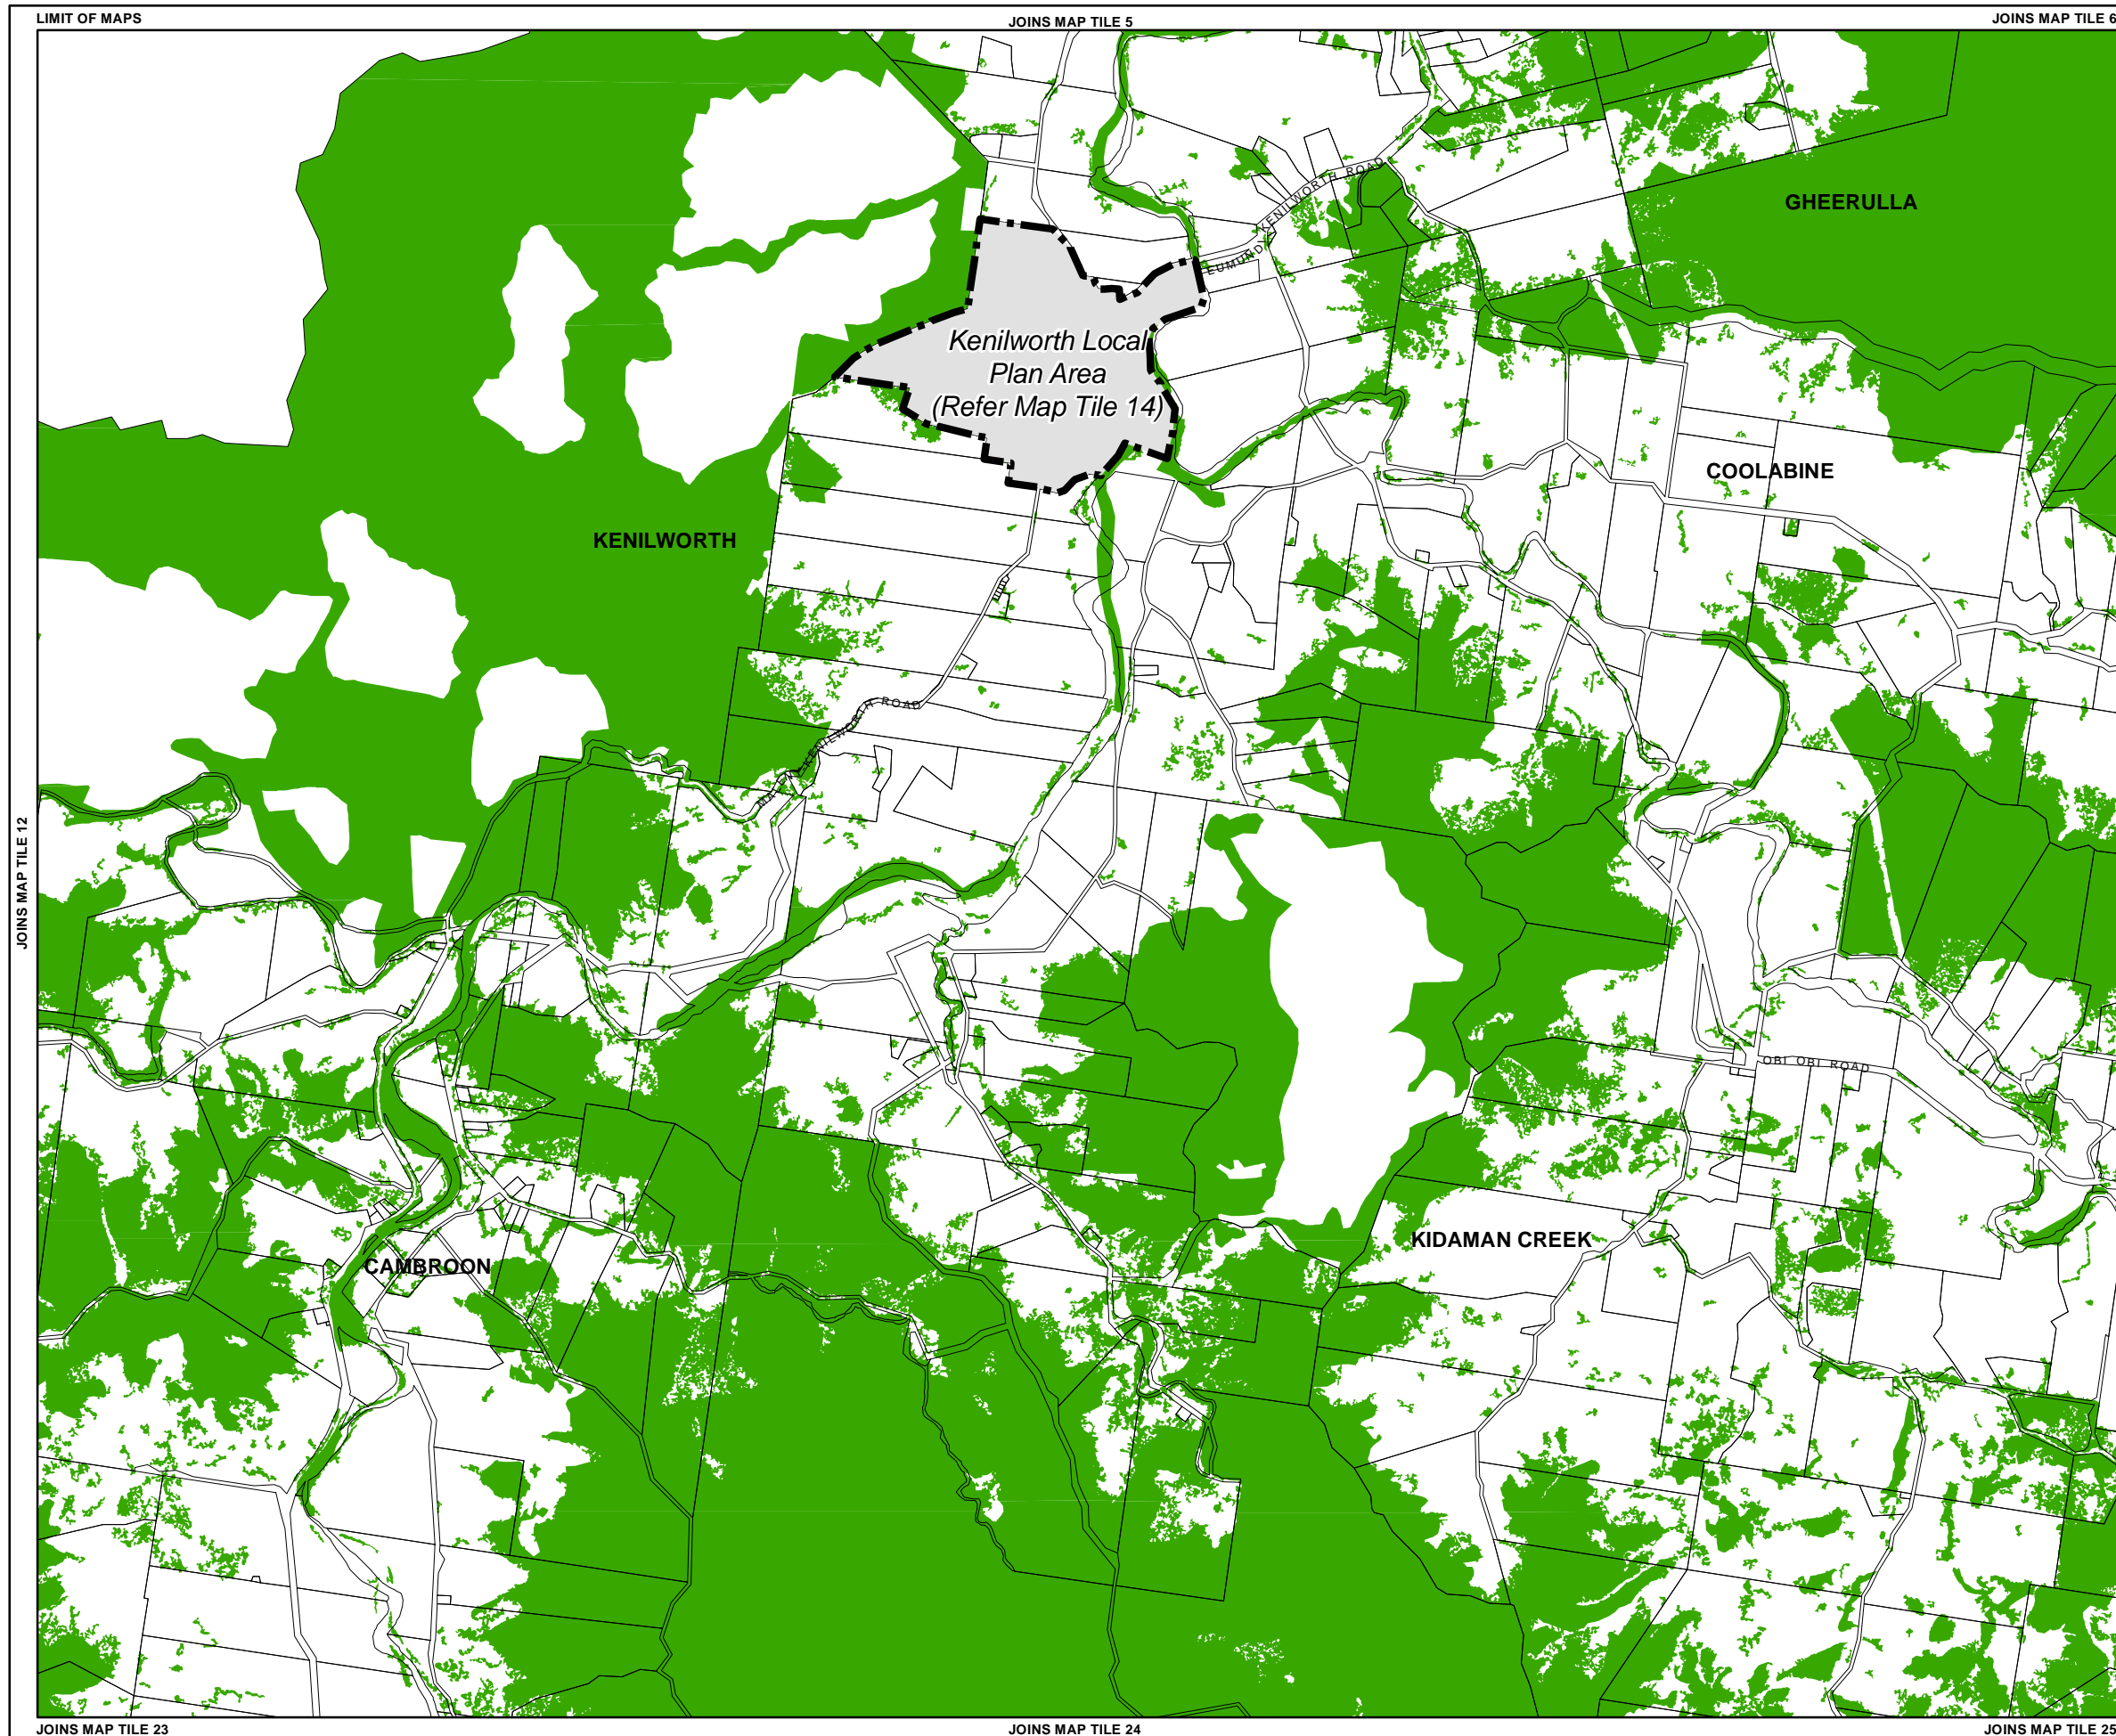 LIMIT OF MAPS
JOINS MAP TILE 5
JOINS MAP TILE 6
GHEERULLA
EUMUNDI KENILWORTH ROAD
Kenilworth Local
Plan Area
(Refer Map Tile 14)
COOLABINE
KENILWORTH
MALENY KENILWORTH ROAD
JOINS MAP TILE 12
OBI OBI ROAD
KIDAMAN CREEK
CAMBROON
JOINS MAP TILE 23
JOINS MAP TILE 24
JOINS MAP TILE 25